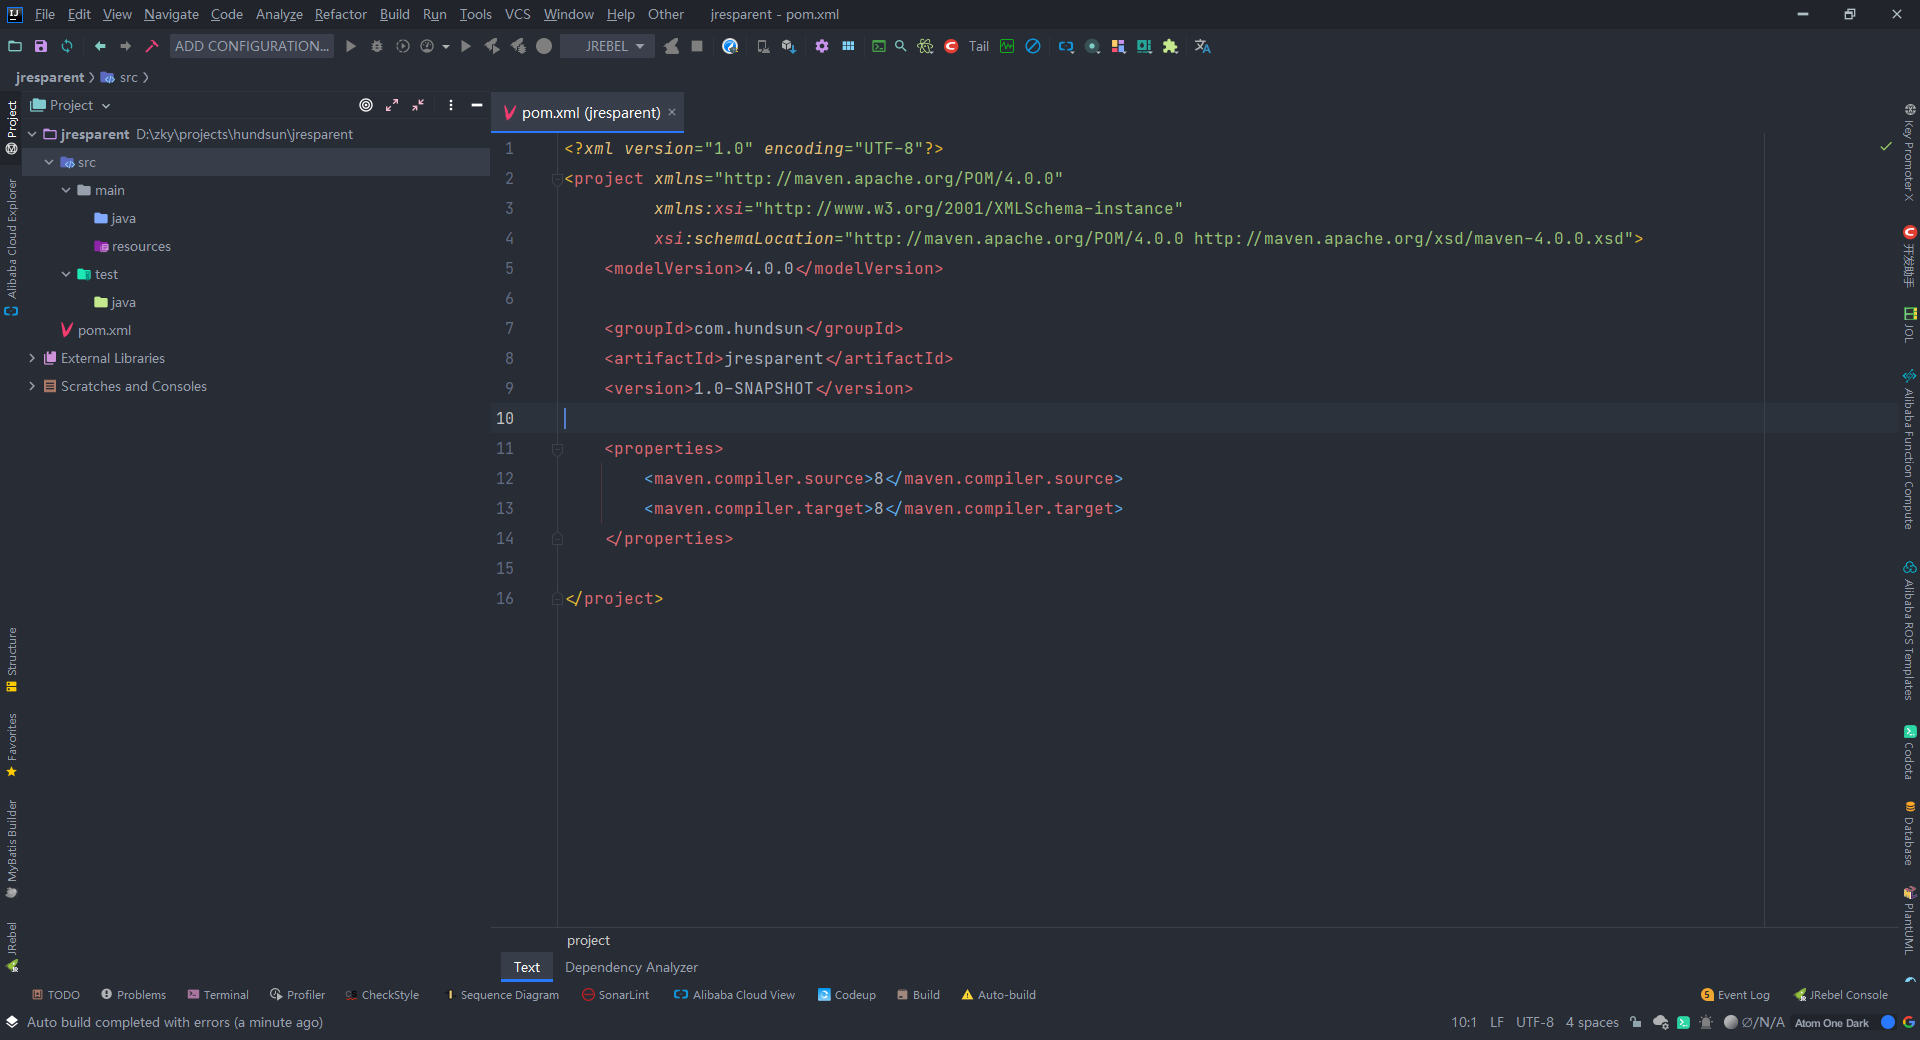 IJ File Edit View Navigate Code Analyze Refactor Build Run Tools VCS Window Help Other jresparent - pom.xml
ADD CONFIGURATION... JREBEL Tail
jresparent src
Project
jresparent D:\zky\projects\hundsun\jresparent
src
main
java
resources
test
java
pom.xml
External Libraries
Scratches and Consoles
Project
Alibaba Cloud Explorer
Structure
Favorites
MyBatis Builder
JRebel
pom.xml (jresparent)
1 <?xml version="1.0" encoding="UTF-8"?>
2 <project xmlns="http://maven.apache.org/POM/4.0.0"
3 xmlns:xsi="http://www.w3.org/2001/XMLSchema-instance"
4 xsi:schemaLocation="http://maven.apache.org/POM/4.0.0 http://maven.apache.org/xsd/maven-4.0.0.xsd">
5 <modelVersion>4.0.0</modelVersion>
6
7 <groupId>com.hundsun</groupId>
8 <artifactId>jresparent</artifactId>
9 <version>1.0-SNAPSHOT</version>
10
11 <properties>
12 <maven.compiler.source>8</maven.compiler.source>
13 <maven.compiler.target>8</maven.compiler.target>
14 </properties>
15
16 </project>
project
Text Dependency Analyzer
Key Promoter X
开发助手
JOL
Alibaba Function Compute
Alibaba ROS Templates
Codota
Database
PlantUML
TODO Problems Terminal Profiler CheckStyle Sequence Diagram SonarLint Alibaba Cloud View Codeup Build Auto-build 5 Event Log JRebel Console
Auto build completed with errors (a minute ago) 10:1 LF UTF-8 4 spaces ∅/N/A Atom One Dark